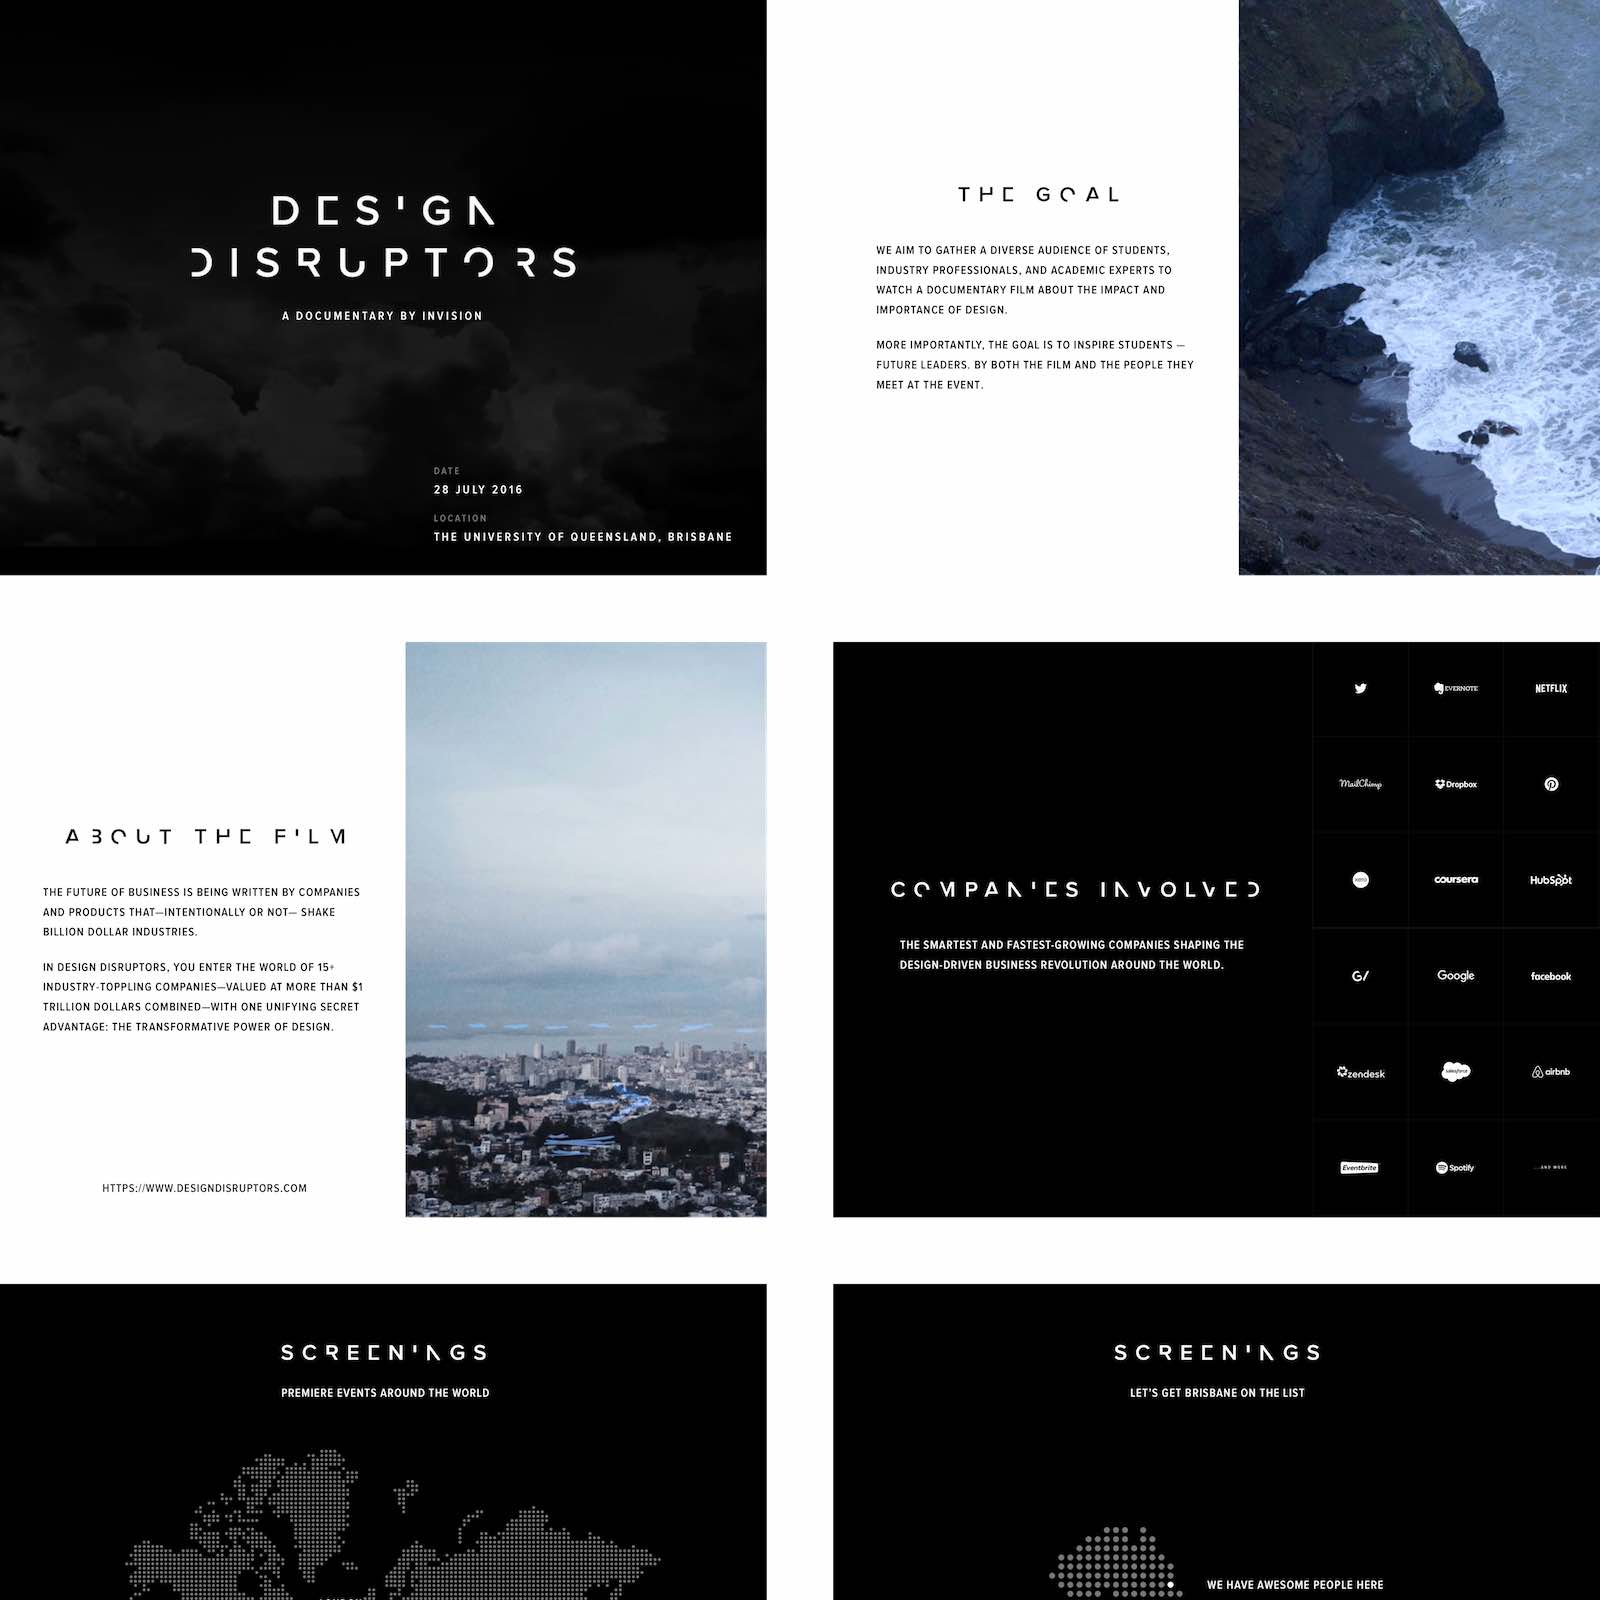 DESIGN
DISRUPTORS
A DOCUMENTARY BY INVISION
DATE
28 JULY 2016
LOCATION
THE UNIVERSITY OF QUEENSLAND, BRISBANE
THE GOAL
WE AIM TO GATHER A DIVERSE AUDIENCE OF STUDENTS,
INDUSTRY PROFESSIONALS, AND ACADEMIC EXPERTS TO
WATCH A DOCUMENTARY FILM ABOUT THE IMPACT AND
IMPORTANCE OF DESIGN.
MORE IMPORTANTLY, THE GOAL IS TO INSPIRE STUDENTS —
FUTURE LEADERS, BY BOTH THE FILM AND THE PEOPLE THEY
MEET AT THE EVENT.
ABOUT THE FILM
THE FUTURE OF BUSINESS IS BEING WRITTEN BY COMPANIES
AND PRODUCTS THAT—INTENTIONALLY OR NOT— SHAKE
BILLION DOLLAR INDUSTRIES.
IN DESIGN DISRUPTORS, YOU ENTER THE WORLD OF 15+
INDUSTRY-TOPPLING COMPANIES—VALUED AT MORE THAN $1
TRILLION DOLLARS COMBINED—WITH ONE UNIFYING SECRET
ADVANTAGE: THE TRANSFORMATIVE POWER OF DESIGN.
HTTPS://WWW.DESIGNDISRUPTORS.COM
COMPANIES INVOLVED
THE SMARTEST AND FASTEST-GROWING COMPANIES SHAPING THE
DESIGN-DRIVEN BUSINESS REVOLUTION AROUND THE WORLD.
EVERNOTE
NETFLIX
MailChimp
Dropbox
xero
coursera
HubSpot
G/
Google
facebook
zendesk
salesforce
airbnb
Eventbrite
Spotify
...AND MORE
SCREENINGS
PREMIERE EVENTS AROUND THE WORLD
SCREENINGS
LET'S GET BRISBANE ON THE LIST
WE HAVE AWESOME PEOPLE HERE